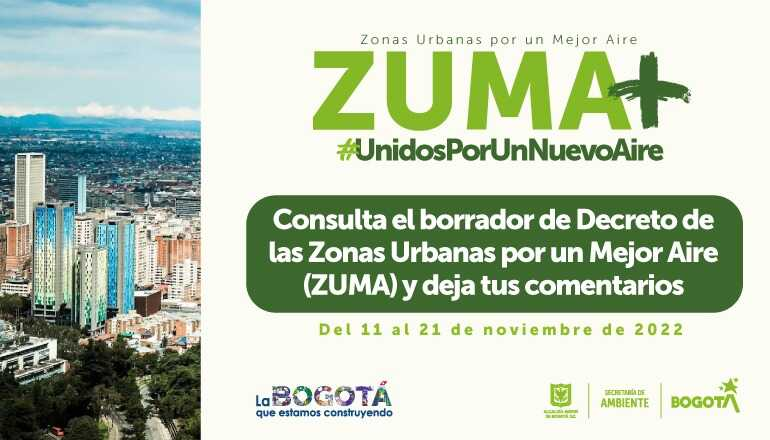 Zonas Urbanas por un Mejor Aire
ZUMA+
#UnidosPorUnNuevoAire
Consulta el borrador de Decreto de
las Zonas Urbanas por un Mejor Aire
(ZUMA) y deja tus comentarios
Del 11 al 21 de noviembre de 2022
La BOGOTÁ
que estamos construyendo
ALCALDÍA MAYOR
DE BOGOTÁ D.C.
SECRETARÍA DE
AMBIENTE
BOGOTÁ